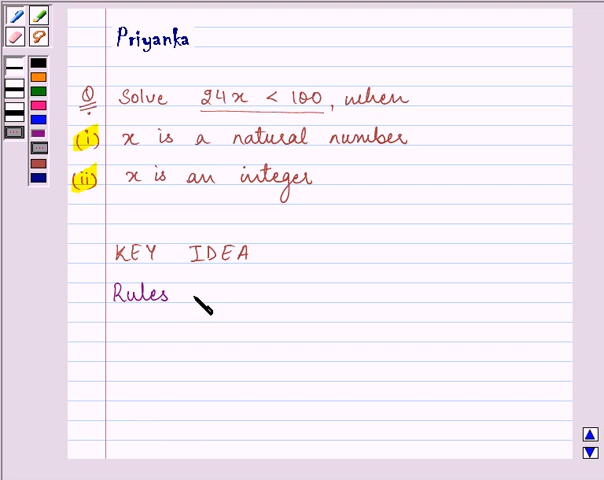 Priyanka
Q Solve 24x < 100, when
(i) x is a natural number
(ii) x is an integer
KEY IDEA
Rules